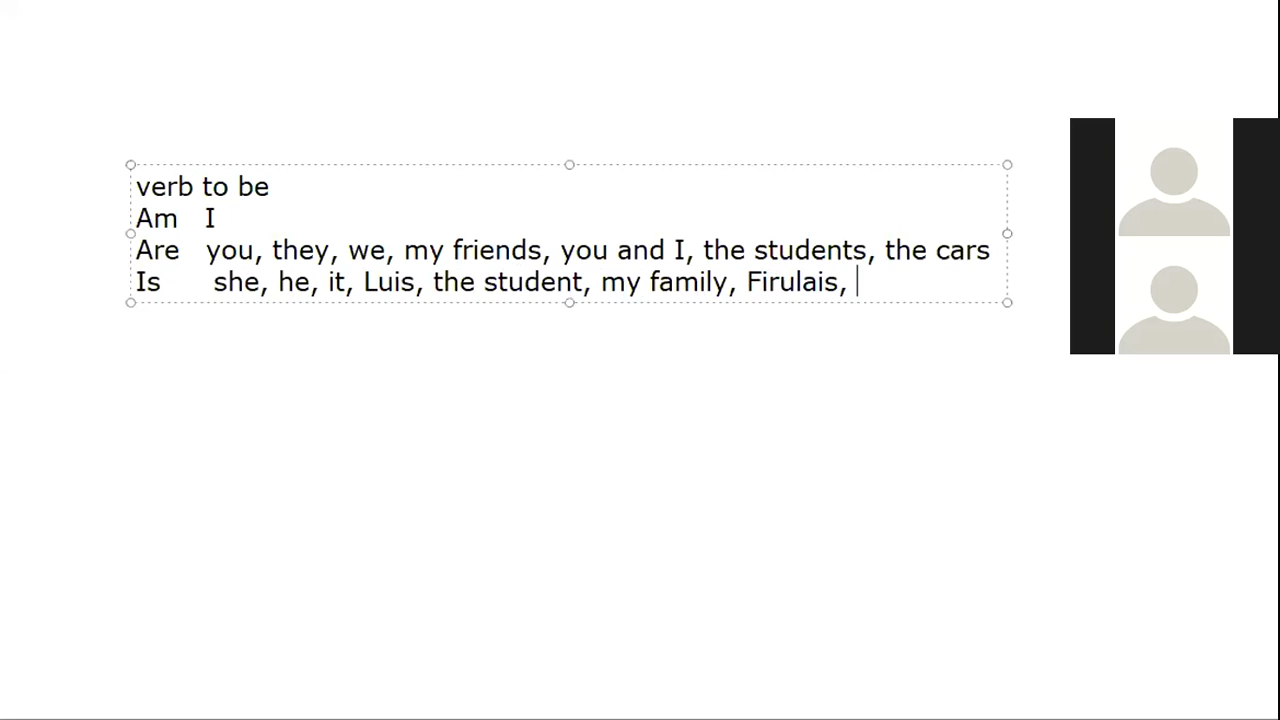 verb to be
Am I
Are you, they, we, my friends, you and I, the students, the cars
Is she, he, it, Luis, the student, my family, Firulais,